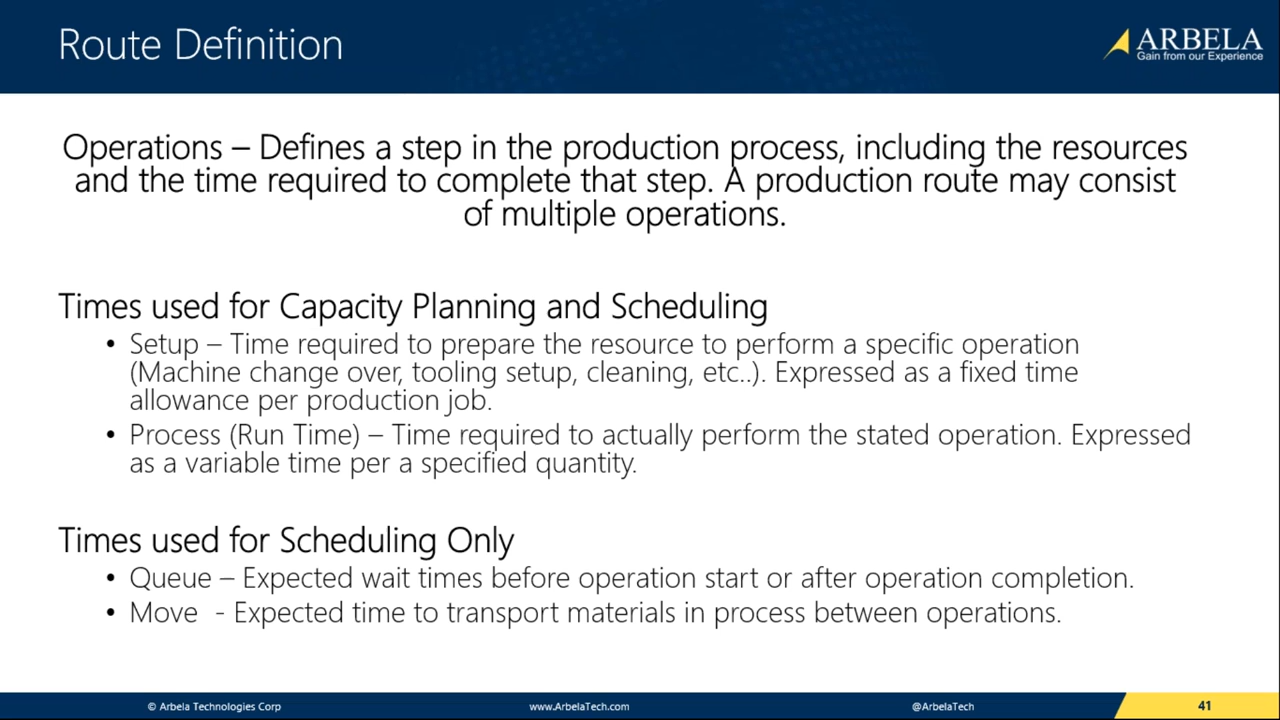 Route Definition
ARBELA
Gain from our Experience
Operations – Defines a step in the production process, including the resources
and the time required to complete that step. A production route may consist
of multiple operations.
Times used for Capacity Planning and Scheduling
• Setup – Time required to prepare the resource to perform a specific operation
(Machine change over, tooling setup, cleaning, etc..). Expressed as a fixed time
allowance per production job.
• Process (Run Time) – Time required to actually perform the stated operation. Expressed
as a variable time per a specified quantity.
Times used for Scheduling Only
• Queue – Expected wait times before operation start or after operation completion.
• Move - Expected time to transport materials in process between operations.
© Arbela Technologies Corp
www.ArbelaTech.com
@ArbelaTech
41